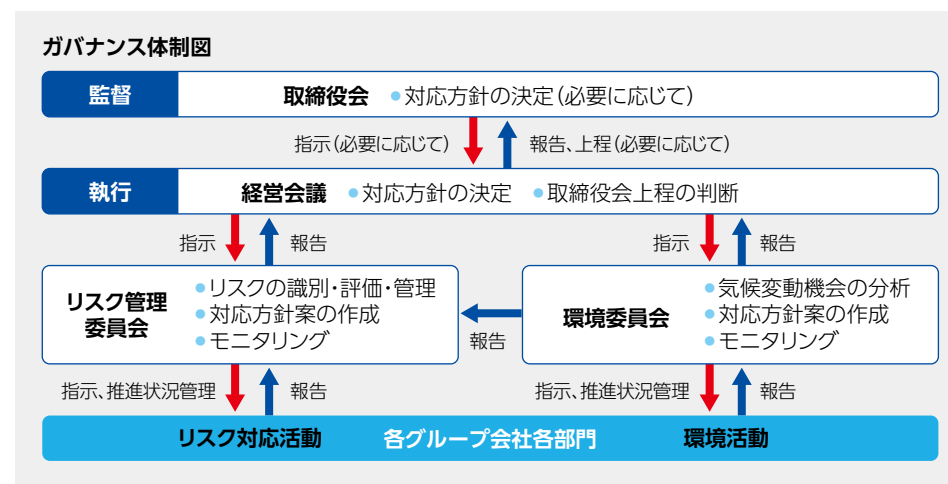 ガバナンス体制図
監督 取締役会 ●対応方針の決定(必要に応じて)
指示(必要に応じて) 報告、上程(必要に応じて)
執行 経営会議 ●対応方針の決定 ●取締役会上程の判断
指示 報告 指示 報告
リスク管理
委員会
●リスクの識別・評価・管理
●対応方針案の作成
●モニタリング
報告
環境委員会
●気候変動機会の分析
●対応方針案の作成
●モニタリング
指示、推進状況管理 報告 指示、推進状況管理 報告
リスク対応活動 各グループ会社各部門 環境活動